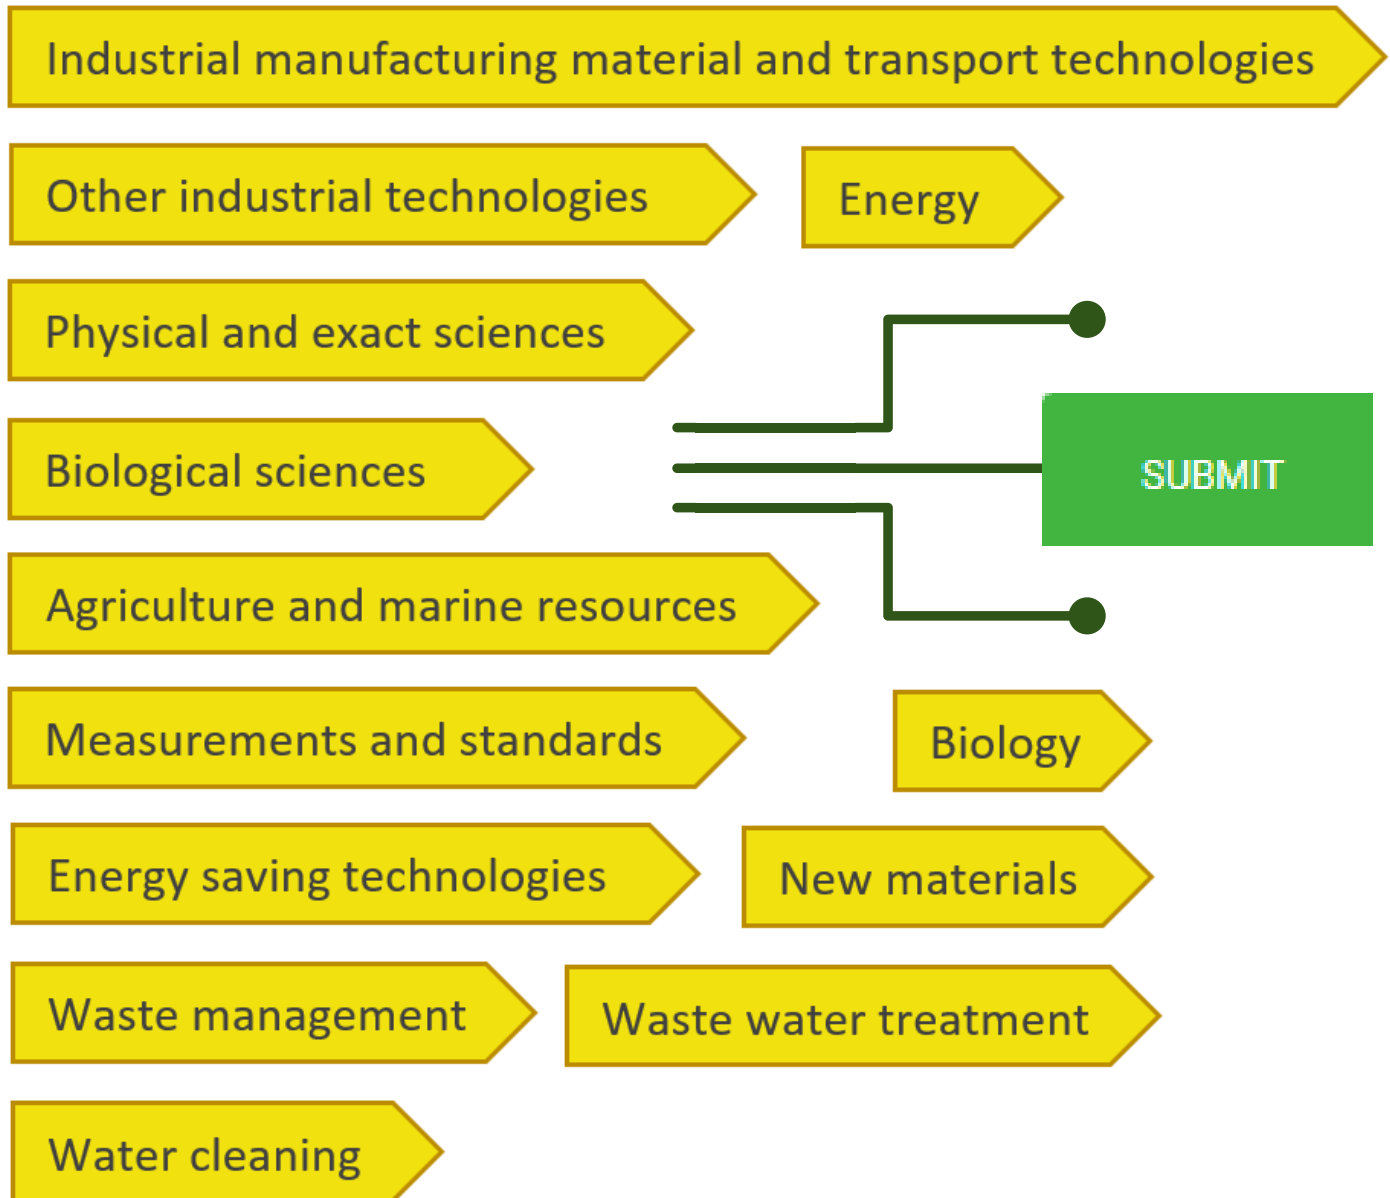 Industrial manufacturing material and transport technologies
Other industrial technologies
Energy
Physical and exact sciences
Biological sciences
SUBMIT
Agriculture and marine resources
Measurements and standards
Biology
Energy saving technologies
New materials
Waste management
Waste water treatment
Water cleaning